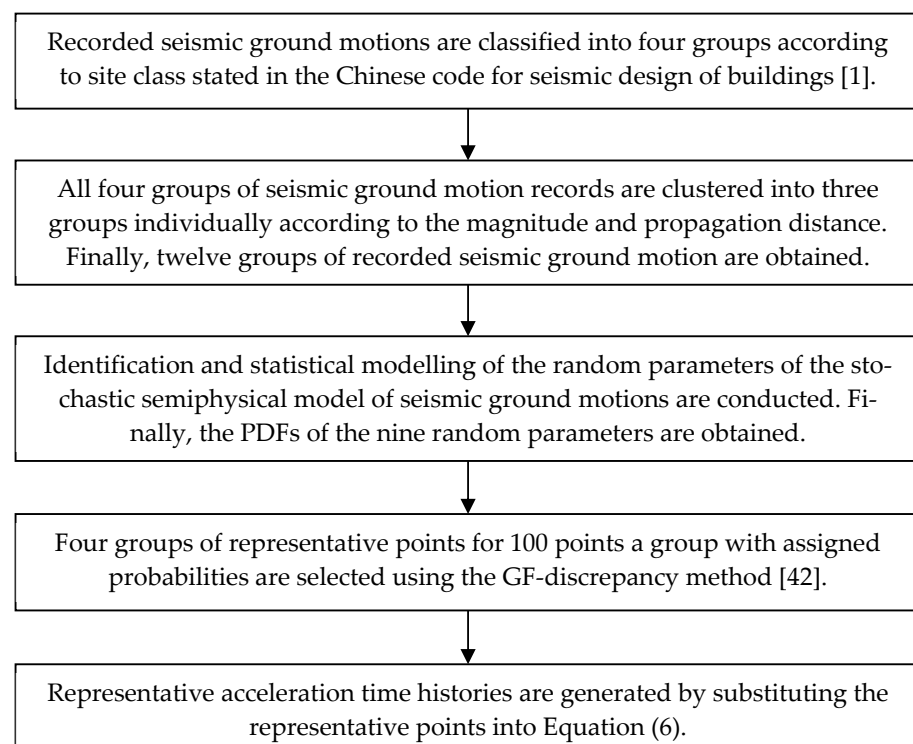 Recorded seismic ground motions are classified into four groups according
to site class stated in the Chinese code for seismic design of buildings [1].
All four groups of seismic ground motion records are clustered into three
groups individually according to the magnitude and propagation distance.
Finally, twelve groups of recorded seismic ground motion are obtained.
Identification and statistical modelling of the random parameters of the sto-
chastic semiphysical model of seismic ground motions are conducted. Fi-
nally, the PDFs of the nine random parameters are obtained.
Four groups of representative points for 100 points a group with assigned
probabilities are selected using the GF-discrepancy method [42].
Representative acceleration time histories are generated by substituting the
representative points into Equation (6).